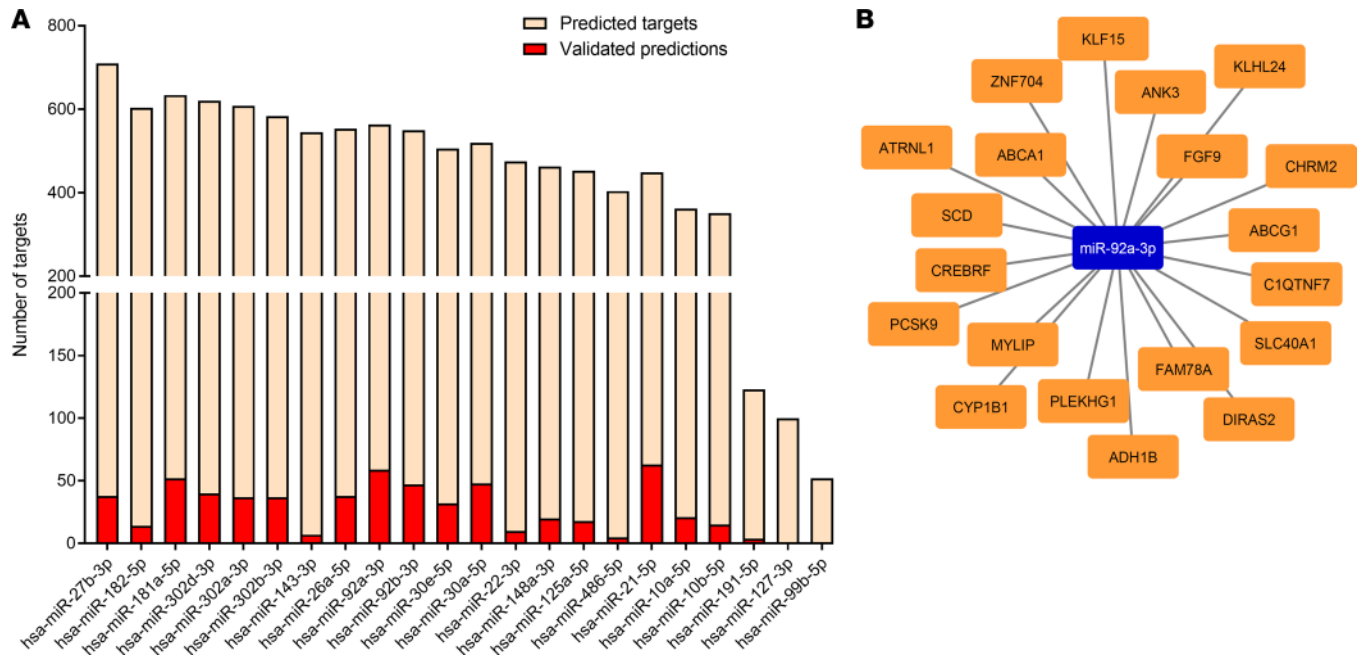 A
Predicted targets
Validated predictions
Number of targets
800
600
400
200
200
150
100
50
0
hsa-miR-27b-3p
hsa-miR-182-5p
hsa-miR-181a-5p
hsa-miR-302d-3p
hsa-miR-302a-3p
hsa-miR-302b-3p
hsa-miR-143-3p
hsa-miR-26a-5p
hsa-miR-92a-3p
hsa-miR-92b-3p
hsa-miR-30e-5p
hsa-miR-30a-5p
hsa-miR-22-3p
hsa-miR-148a-3p
hsa-miR-125a-5p
hsa-miR-486-5p
hsa-miR-21-5p
hsa-miR-10a-5p
hsa-miR-10b-5p
hsa-miR-191-5p
hsa-miR-127-3p
hsa-miR-99b-5p
B
KLF15
KLHL24
ZNF704
ANK3
ATRNL1
ABCA1
FGF9
CHRM2
SCD
ABCG1
miR-92a-3p
CREBRF
C1QTNF7
PCSK9
MYLIP
SLC40A1
FAM78A
CYP1B1
PLEKHG1
DIRAS2
ADH1B